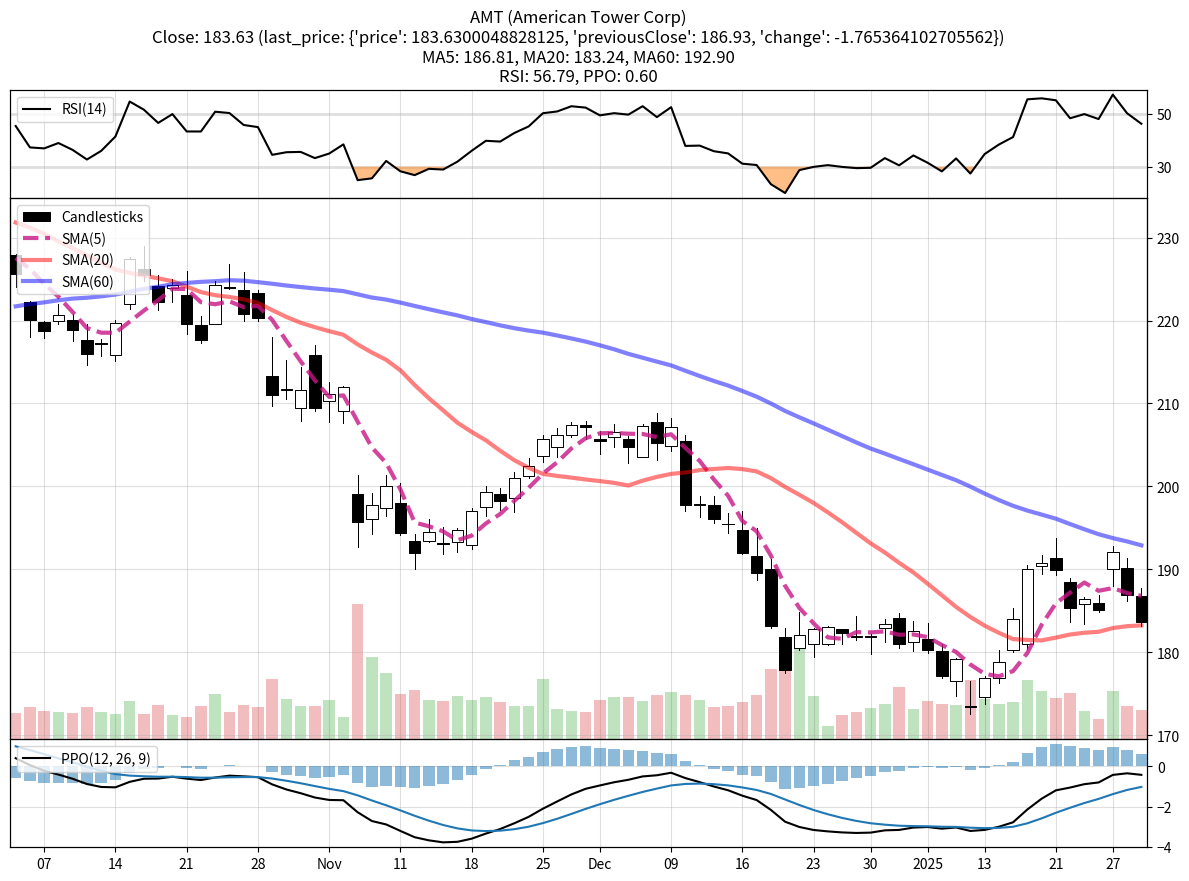 AMT (American Tower Corp)
Close: 183.63 (last_price: {'price': 183.6300048828125, 'previousClose': 186.93, 'change': -1.765364102705562})
MA5: 186.81, MA20: 183.24, MA60: 192.90
RSI: 56.79, PPO: 0.60
RSI(14)
50
30
Candlesticks
SMA(5)
SMA(20)
SMA(60)
230
220
210
200
190
180
170
PPO(12, 26, 9)
0
−2
−4
07 14 21 28 Nov 11 18 25 Dec 09 16 23 30 2025 13 21 27